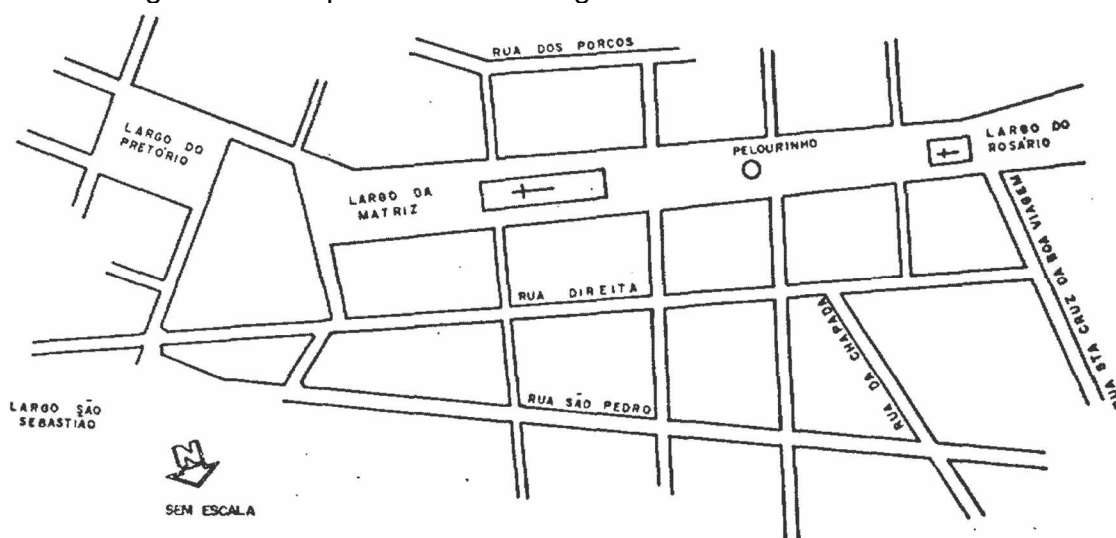 RUA DOS PORCOS
LARGO DO
PRETÓRIO
PELOURINHO
LARGO DO
ROSÁRIO
LARGO DA
MATRIZ
RUA DIREITA
RUA DA CHAPADA
RUA STA CRUZ DA BOA VIAGEM
RUA SÃO PEDRO
LARGO SÃO
SEBASTIÃO
N
SEM ESCALA